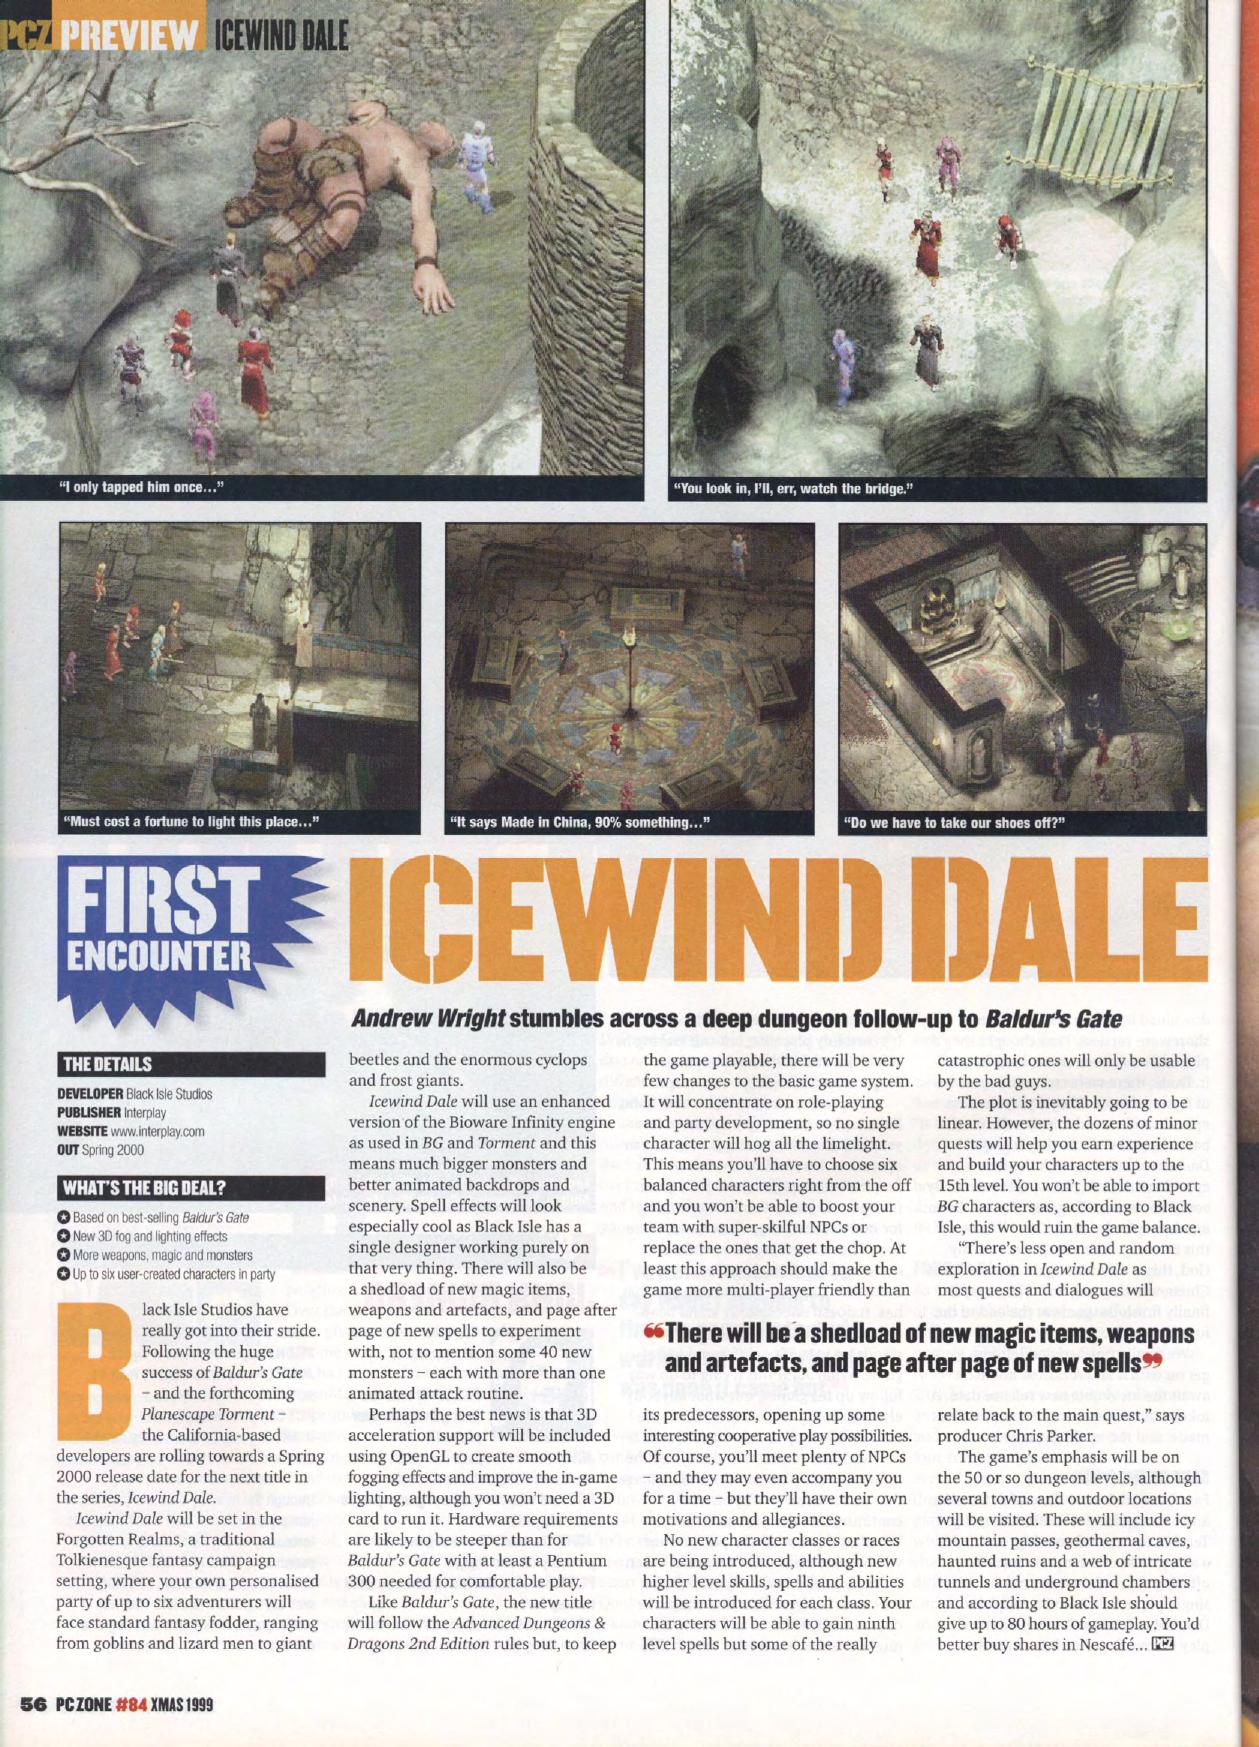 PCZ PREVIEW ICEWIND DALE
"I only tapped him once..."
"You look in, I'll, err, watch the bridge."
"Must cost a fortune to light this place..."
"It says Made in China, 90% something..."
"Do we have to take our shoes off?"
FIRST
ENCOUNTER
ICEWIND DALE
Andrew Wright stumbles across a deep dungeon follow-up to Baldur's Gate
THE DETAILS
DEVELOPER Black Isle Studios
PUBLISHER Interplay
WEBSITE www.interplay.com
OUT Spring 2000
WHAT'S THE BIG DEAL?
Based on best-selling Baldur's Gate
New 3D fog and lighting effects
More weapons, magic and monsters
Up to six user-created characters in party
Black Isle Studios have
really got into their stride.
Following the huge
success of Baldur's Gate
– and the forthcoming
Planescape Torment –
the California-based
developers are rolling towards a Spring
2000 release date for the next title in
the series, Icewind Dale.
Icewind Dale will be set in the
Forgotten Realms, a traditional
Tolkienesque fantasy campaign
setting, where your own personalised
party of up to six adventurers will
face standard fantasy fodder, ranging
from goblins and lizard men to giant
beetles and the enormous cyclops
and frost giants.
Icewind Dale will use an enhanced
version of the Bioware Infinity engine
as used in BG and Torment and this
means much bigger monsters and
better animated backdrops and
scenery. Spell effects will look
especially cool as Black Isle has a
single designer working purely on
that very thing. There will also be
a shedload of new magic items,
weapons and artefacts, and page after
page of new spells to experiment
with, not to mention some 40 new
monsters – each with more than one
animated attack routine.
Perhaps the best news is that 3D
acceleration support will be included
using OpenGL to create smooth
fogging effects and improve the in-game
lighting, although you won't need a 3D
card to run it. Hardware requirements
are likely to be steeper than for
Baldur's Gate with at least a Pentium
300 needed for comfortable play.
Like Baldur's Gate, the new title
will follow the Advanced Dungeons &
Dragons 2nd Edition rules but, to keep
the game playable, there will be very
few changes to the basic game system.
It will concentrate on role-playing
and party development, so no single
character will hog all the limelight.
This means you'll have to choose six
balanced characters right from the off
and you won't be able to boost your
team with super-skilful NPCs or
replace the ones that get the chop. At
least this approach should make the
game more multi-player friendly than
its predecessors, opening up some
interesting cooperative play possibilities.
Of course, you'll meet plenty of NPCs
– and they may even accompany you
for a time – but they'll have their own
motivations and allegiances.
No new character classes or races
are being introduced, although new
higher level skills, spells and abilities
will be introduced for each class. Your
characters will be able to gain ninth
level spells but some of the really
catastrophic ones will only be usable
by the bad guys.
The plot is inevitably going to be
linear. However, the dozens of minor
quests will help you earn experience
and build your characters up to the
15th level. You won't be able to import
BG characters as, according to Black
Isle, this would ruin the game balance.
"There's less open and random
exploration in Icewind Dale as
most quests and dialogues will
relate back to the main quest," says
producer Chris Parker.
The game's emphasis will be on
the 50 or so dungeon levels, although
several towns and outdoor locations
will be visited. These will include icy
mountain passes, geothermal caves,
haunted ruins and a web of intricate
tunnels and underground chambers
and according to Black Isle should
give up to 80 hours of gameplay. You'd
better buy shares in Nescafé... PCZ
"There will be a shedload of new magic items, weapons
and artefacts, and page after page of new spells"
56 PC ZONE #84 XMAS 1999